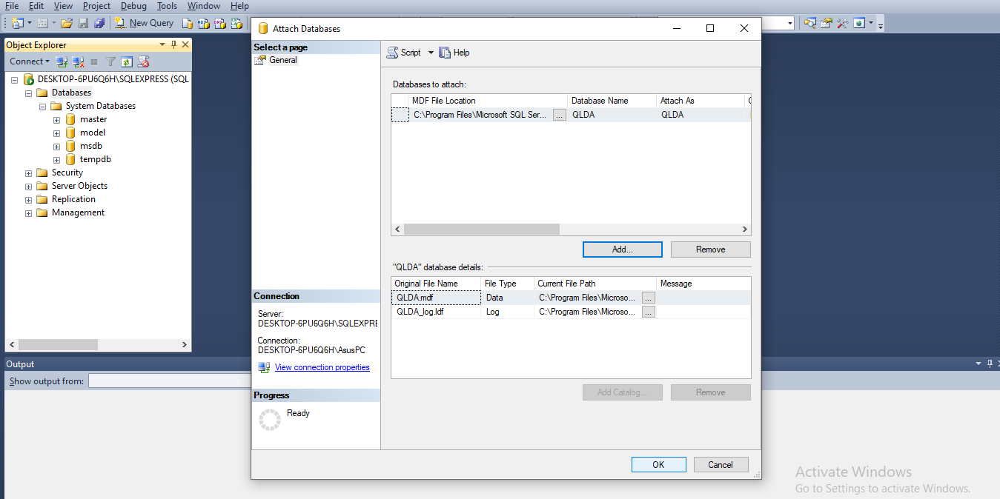 File Edit View Project Debug Tools Window Help
New Query
Object Explorer
Connect
DESKTOP-6PU6Q6H\SQLEXPRESS (SQL
Databases
System Databases
master
model
msdb
tempdb
Security
Server Objects
Replication
Management
Attach Databases
Select a page
General
Script Help
Databases to attach:
MDF File Location Database Name Attach As
C:\Program Files\Microsoft SQL Ser... ... QLDA QLDA
Add... Remove
"QLDA" database details:
Original File Name File Type Current File Path Message
QLDA.mdf Data C:\Program Files\Microso... ...
QLDA_log.ldf Log C:\Program Files\Microso... ...
Add Catalog... Remove
Connection
Server:
DESKTOP-6PU6Q6H\SQLEXPRE
Connection:
DESKTOP-6PU6Q6H\AsusPC
View connection properties
Progress
Ready
OK Cancel
Output
Show output from:
Activate Windows
Go to Settings to activate Windows.